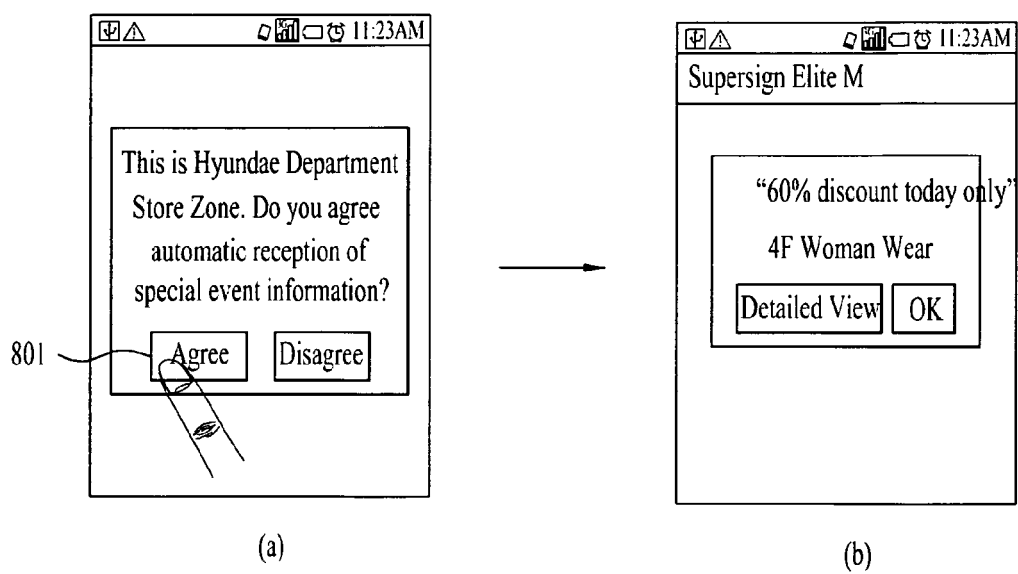 11:23AM
This is Hyundae Department
Store Zone. Do you agree
automatic reception of
special event information?
801
Agree
Disagree
(a)
11:23AM
Supersign Elite M
“60% discount today only”
4F Woman Wear
Detailed View
OK
(b)